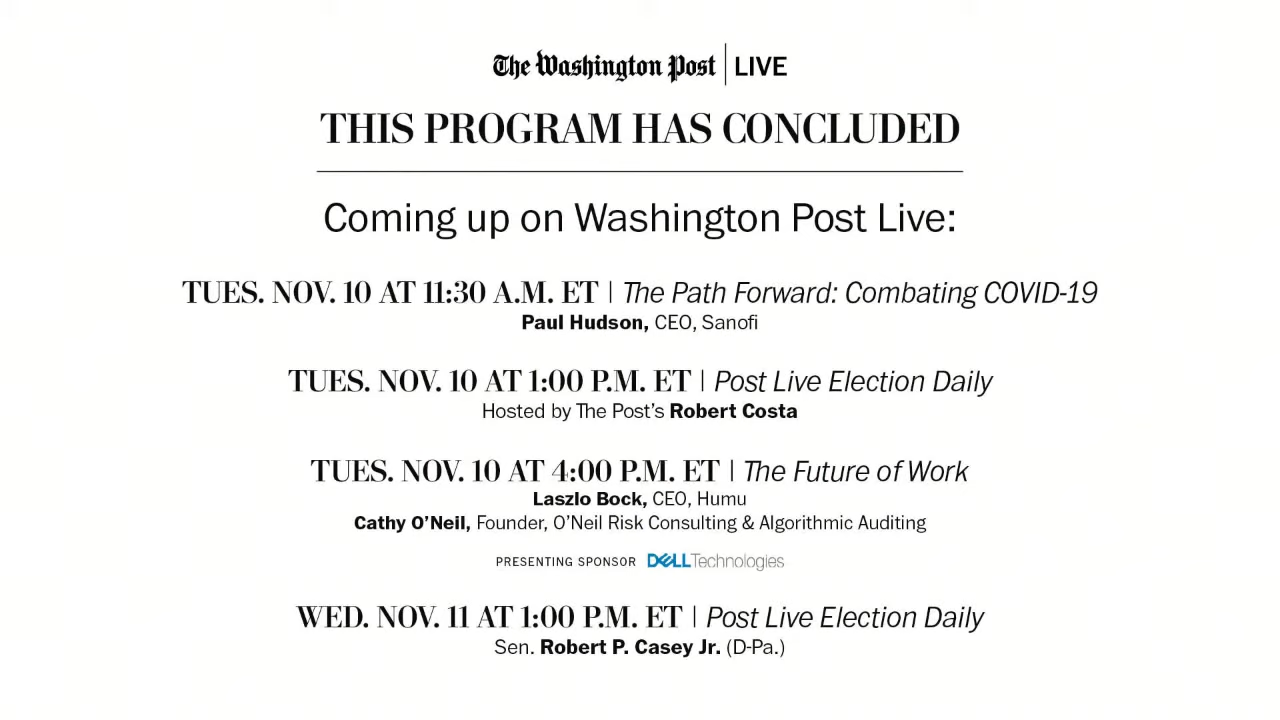 The Washington Post | LIVE
THIS PROGRAM HAS CONCLUDED
Coming up on Washington Post Live:
TUES. NOV. 10 AT 11:30 A.M. ET | The Path Forward: Combating COVID-19
Paul Hudson, CEO, Sanofi
TUES. NOV. 10 AT 1:00 P.M. ET | Post Live Election Daily
Hosted by The Post’s Robert Costa
TUES. NOV. 10 AT 4:00 P.M. ET | The Future of Work
Laszlo Bock, CEO, Humu
Cathy O’Neil, Founder, O’Neil Risk Consulting & Algorithmic Auditing
PRESENTING SPONSOR DELL Technologies
WED. NOV. 11 AT 1:00 P.M. ET | Post Live Election Daily
Sen. Robert P. Casey Jr. (D-Pa.)